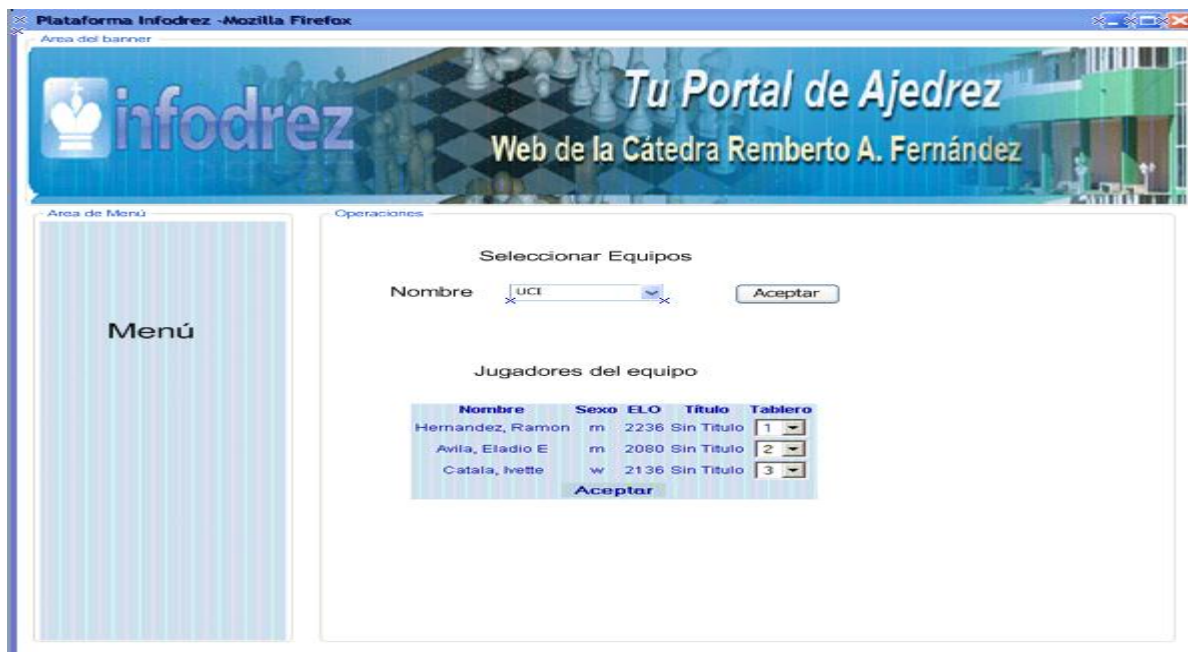 Plataforma Infodrez -Mozilla Firefox
Area del banner
infodrez
Tu Portal de Ajedrez
Web de la Cátedra Remberto A. Fernández
Area de Menú
Operaciones
Seleccionar Equipos
Nombre UCI Aceptar
Menú
Jugadores del equipo
Nombre Sexo ELO Título Tablero
Hernandez, Ramon m 2236 Sin Titulo 1
Avila, Eladio E m 2080 Sin Titulo 2
Catala, Ivette w 2136 Sin Titulo 3
Aceptar